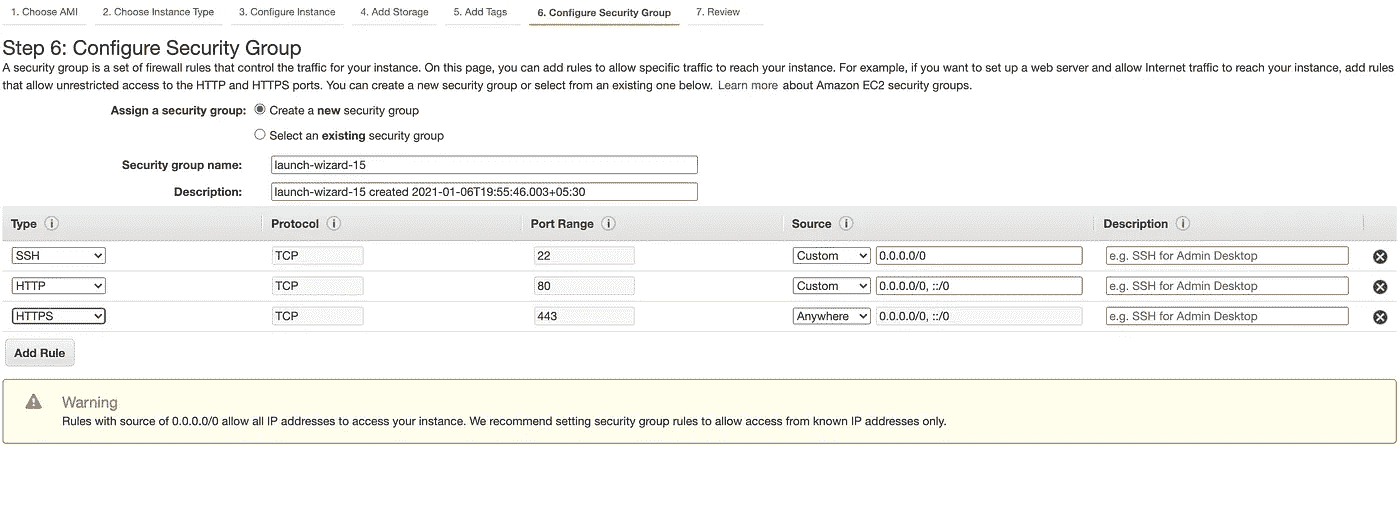 1. Choose AMI 2. Choose Instance Type 3. Configure Instance 4. Add Storage 5. Add Tags 6. Configure Security Group 7. Review
Step 6: Configure Security Group
A security group is a set of firewall rules that control the traffic for your instance. On this page, you can add rules to allow specific traffic to reach your instance. For example, if you want to set up a web server and allow Internet traffic to reach your instance, add rules
that allow unrestricted access to the HTTP and HTTPS ports. You can create a new security group or select from an existing one below. Learn more about Amazon EC2 security groups.
Assign a security group: Create a new security group
Select an existing security group
Security group name: launch-wizard-15
Description: launch-wizard-15 created 2021-01-06T19:55:46.003+05:30
Type i Protocol i Port Range i Source i Description i
SSH TCP 22 Custom 0.0.0.0/0 e.g. SSH for Admin Desktop
HTTP TCP 80 Custom 0.0.0.0/0, ::/0 e.g. SSH for Admin Desktop
HTTPS TCP 443 Anywhere 0.0.0.0/0, ::/0 e.g. SSH for Admin Desktop
Add Rule
Warning
Rules with source of 0.0.0.0/0 allow all IP addresses to access your instance. We recommend setting security group rules to allow access from known IP addresses only.